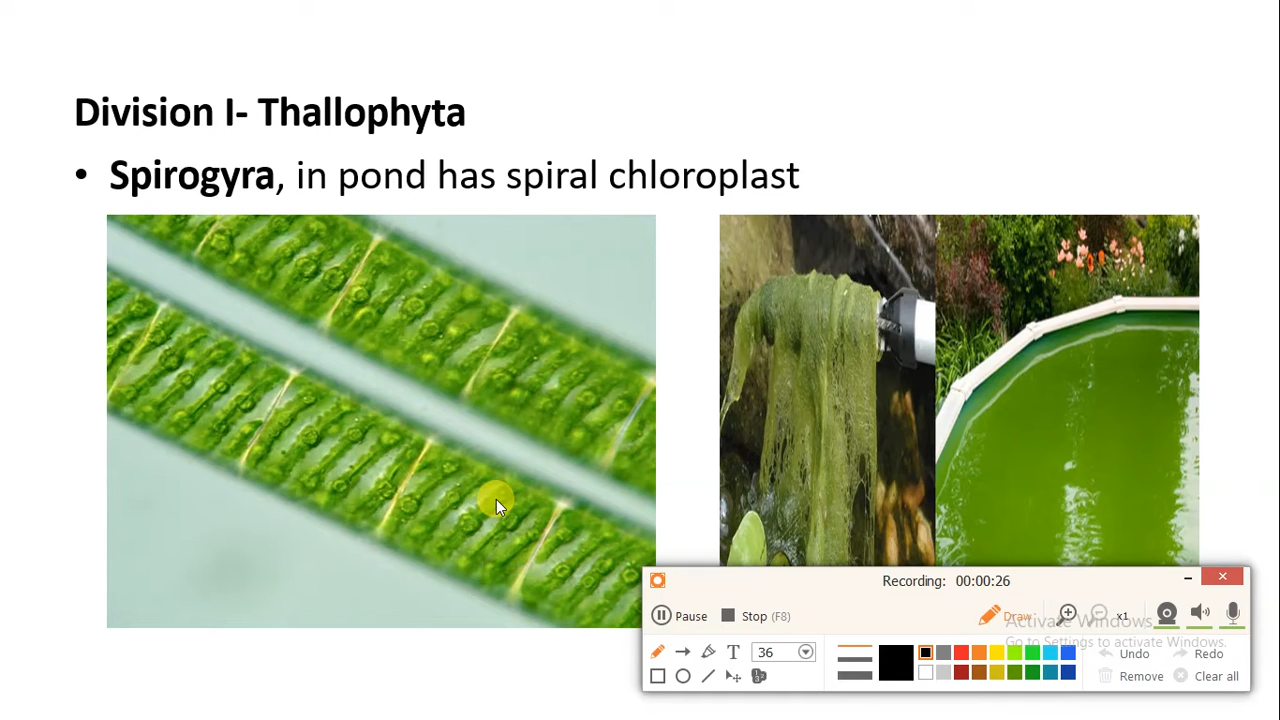 Division I- Thallophyta
• Spirogyra, in pond has spiral chloroplast
Recording: 00:00:26
Pause Stop (F8) Draw x1
Activate Windows
Go to Settings to activate Windows.
T 36 Undo Redo
Remove Clear all